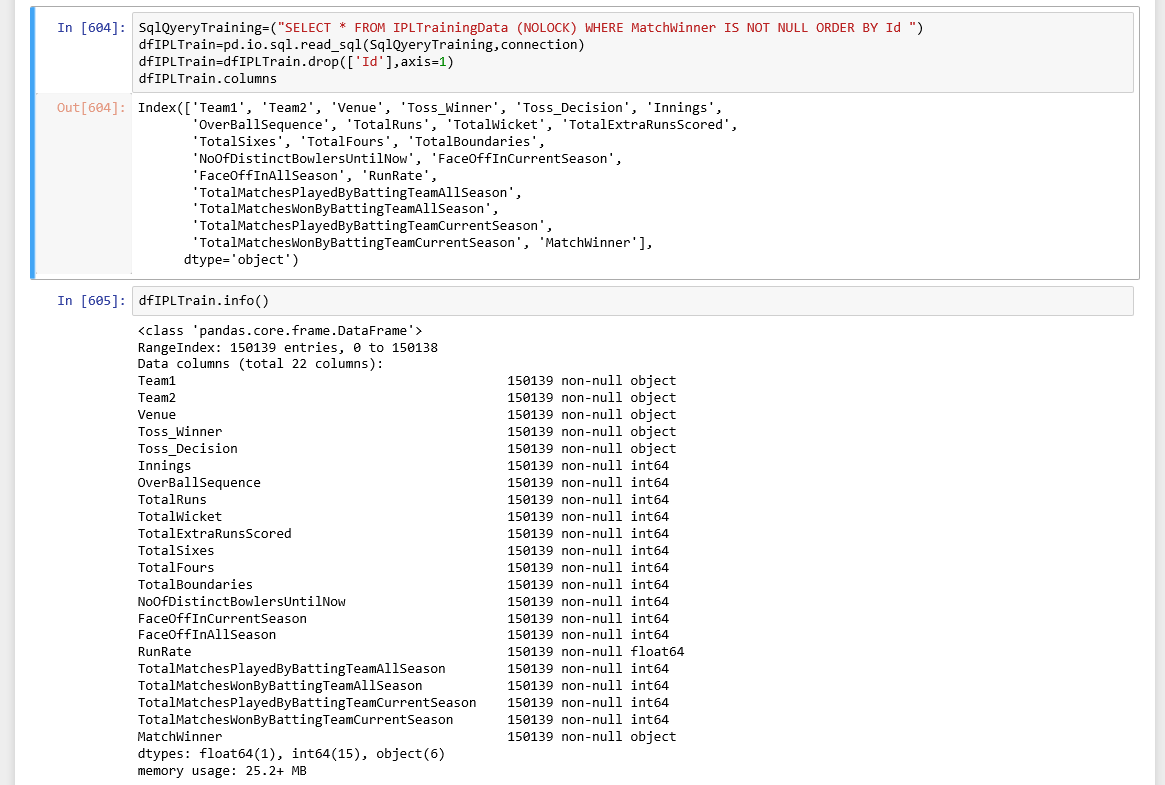 In [604]: SqlQyeryTraining=("SELECT * FROM IPLTrainingData (NOLOCK) WHERE MatchWinner IS NOT NULL ORDER BY Id ")
dfIPLTrain=pd.io.sql.read_sql(SqlQyeryTraining,connection)
dfIPLTrain=dfIPLTrain.drop(['Id'],axis=1)
dfIPLTrain.columns
Out[604]: Index(['Team1', 'Team2', 'Venue', 'Toss_Winner', 'Toss_Decision', 'Innings',
'OverBallSequence', 'TotalRuns', 'TotalWicket', 'TotalExtraRunsScored',
'TotalSixes', 'TotalFours', 'TotalBoundaries',
'NoOfDistinctBowlersUntilNow', 'FaceOffInCurrentSeason',
'FaceOffInAllSeason', 'RunRate',
'TotalMatchesPlayedByBattingTeamAllSeason',
'TotalMatchesWonByBattingTeamAllSeason',
'TotalMatchesPlayedByBattingTeamCurrentSeason',
'TotalMatchesWonByBattingTeamCurrentSeason', 'MatchWinner'],
dtype='object')
In [605]: dfIPLTrain.info()
<class 'pandas.core.frame.DataFrame'>
RangeIndex: 150139 entries, 0 to 150138
Data columns (total 22 columns):
Team1 150139 non-null object
Team2 150139 non-null object
Venue 150139 non-null object
Toss_Winner 150139 non-null object
Toss_Decision 150139 non-null object
Innings 150139 non-null int64
OverBallSequence 150139 non-null int64
TotalRuns 150139 non-null int64
TotalWicket 150139 non-null int64
TotalExtraRunsScored 150139 non-null int64
TotalSixes 150139 non-null int64
TotalFours 150139 non-null int64
TotalBoundaries 150139 non-null int64
NoOfDistinctBowlersUntilNow 150139 non-null int64
FaceOffInCurrentSeason 150139 non-null int64
FaceOffInAllSeason 150139 non-null int64
RunRate 150139 non-null float64
TotalMatchesPlayedByBattingTeamAllSeason 150139 non-null int64
TotalMatchesWonByBattingTeamAllSeason 150139 non-null int64
TotalMatchesPlayedByBattingTeamCurrentSeason 150139 non-null int64
TotalMatchesWonByBattingTeamCurrentSeason 150139 non-null int64
MatchWinner 150139 non-null object
dtypes: float64(1), int64(15), object(6)
memory usage: 25.2+ MB